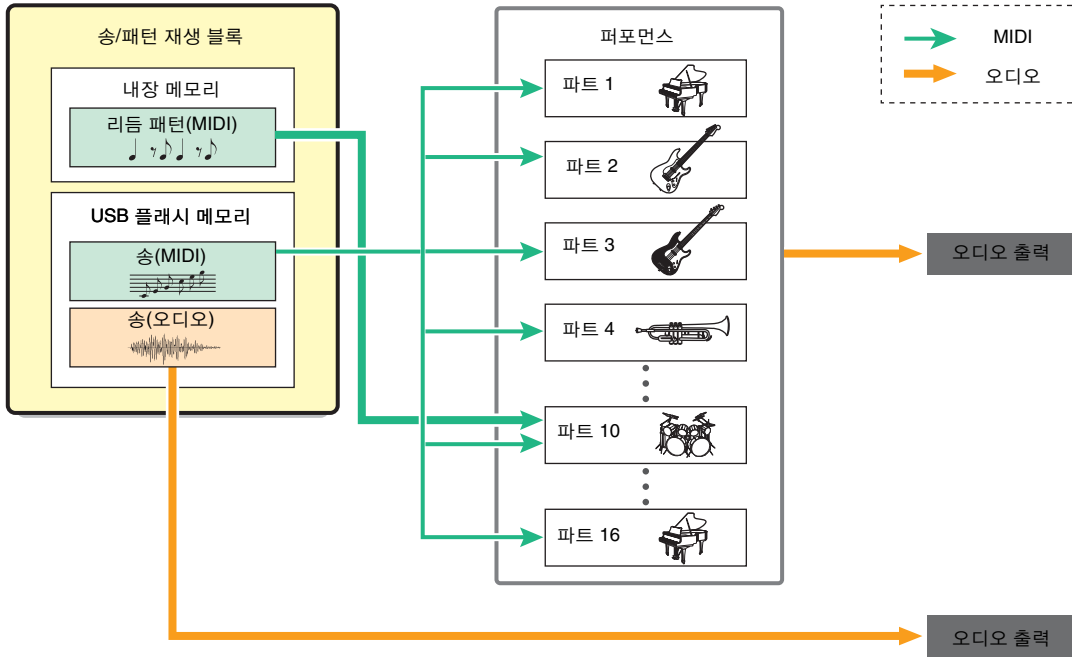 송/패턴 재생 블록
내장 메모리
리듬 패턴(MIDI)
USB 플래시 메모리
송(MIDI)
송(오디오)
퍼포먼스
파트 1
파트 2
파트 3
파트 4
파트 10
파트 16
MIDI
오디오
오디오 출력
오디오 출력